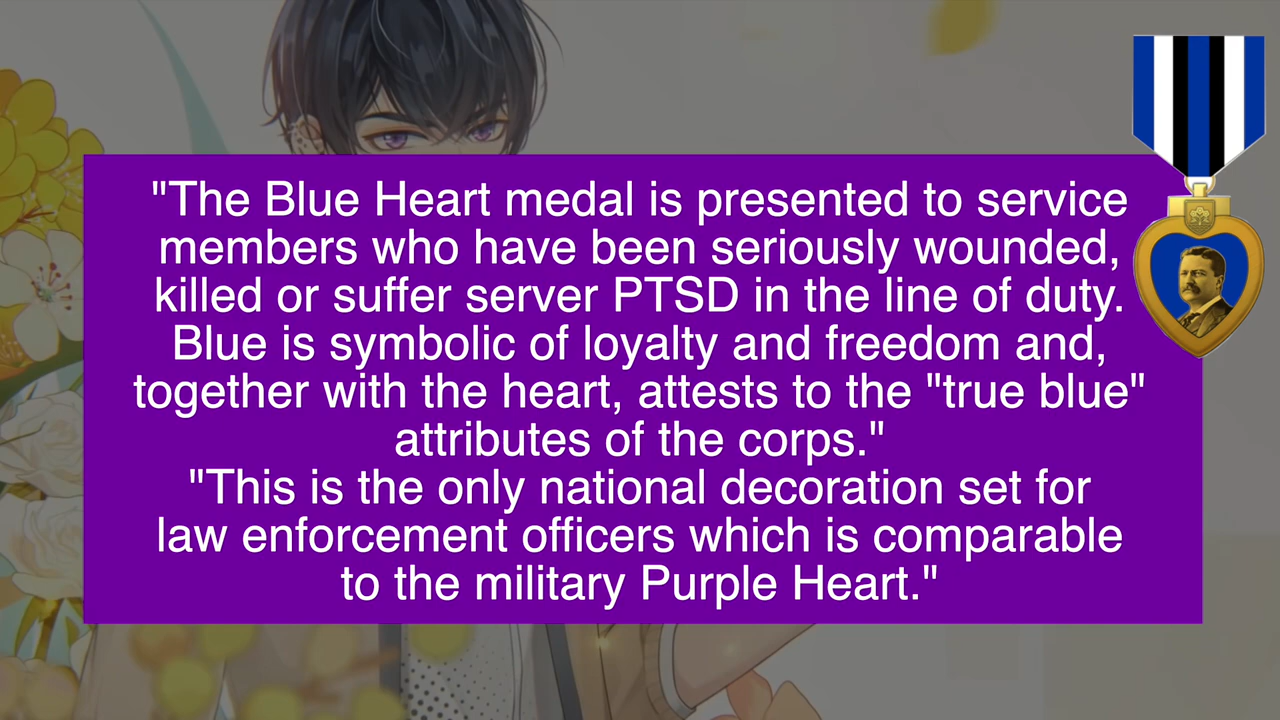 "The Blue Heart medal is presented to service
members who have been seriously wounded,
killed or suffer server PTSD in the line of duty.
Blue is symbolic of loyalty and freedom and,
together with the heart, attests to the "true blue"
attributes of the corps."
"This is the only national decoration set for
law enforcement officers which is comparable
to the military Purple Heart."